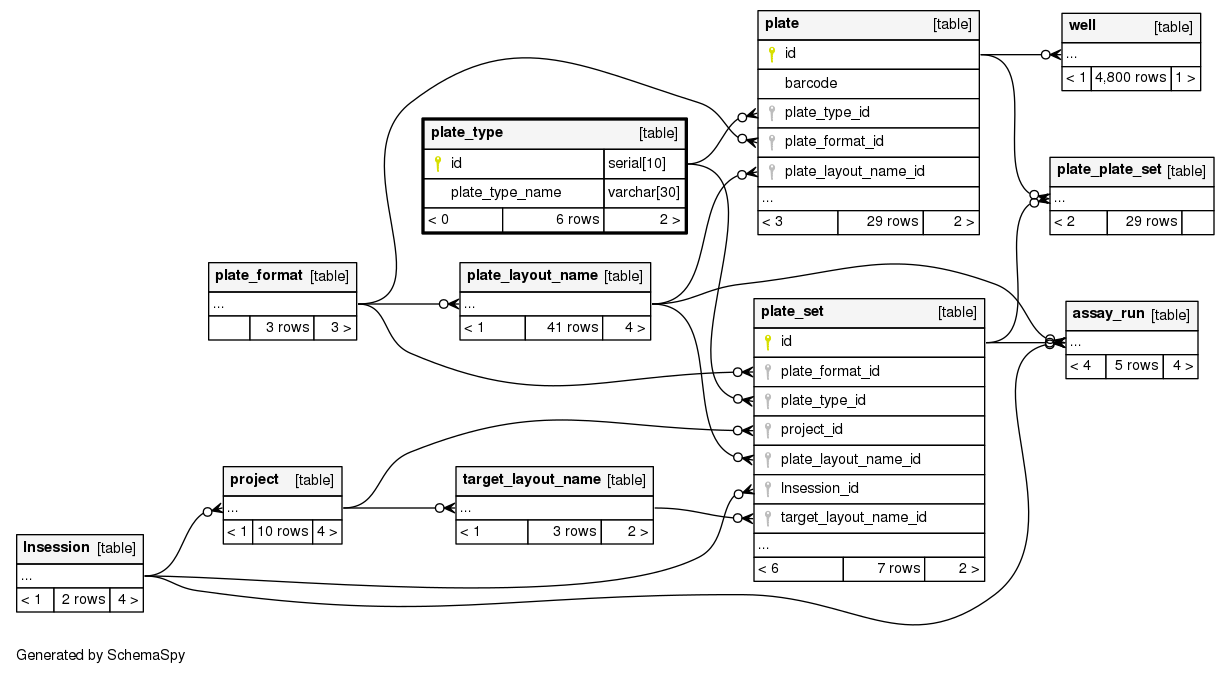 plate [table]
id
barcode
plate_type_id
plate_format_id
plate_layout_name_id
...
< 3 29 rows 2 >
well [table]
...
< 1 4,800 rows 1 >
plate_type [table]
id serial[10]
plate_type_name varchar[30]
< 0 6 rows 2 >
plate_plate_set [table]
...
< 2 29 rows
plate_format [table]
...
3 rows 3 >
plate_layout_name [table]
...
< 1 41 rows 4 >
plate_set [table]
id
plate_format_id
plate_type_id
project_id
plate_layout_name_id
lnsession_id
target_layout_name_id
...
< 6 7 rows 2 >
assay_run [table]
...
< 4 5 rows 4 >
project [table]
...
< 1 10 rows 4 >
target_layout_name [table]
...
< 1 3 rows 2 >
lnsession [table]
...
< 1 2 rows 4 >
Generated by SchemaSpy